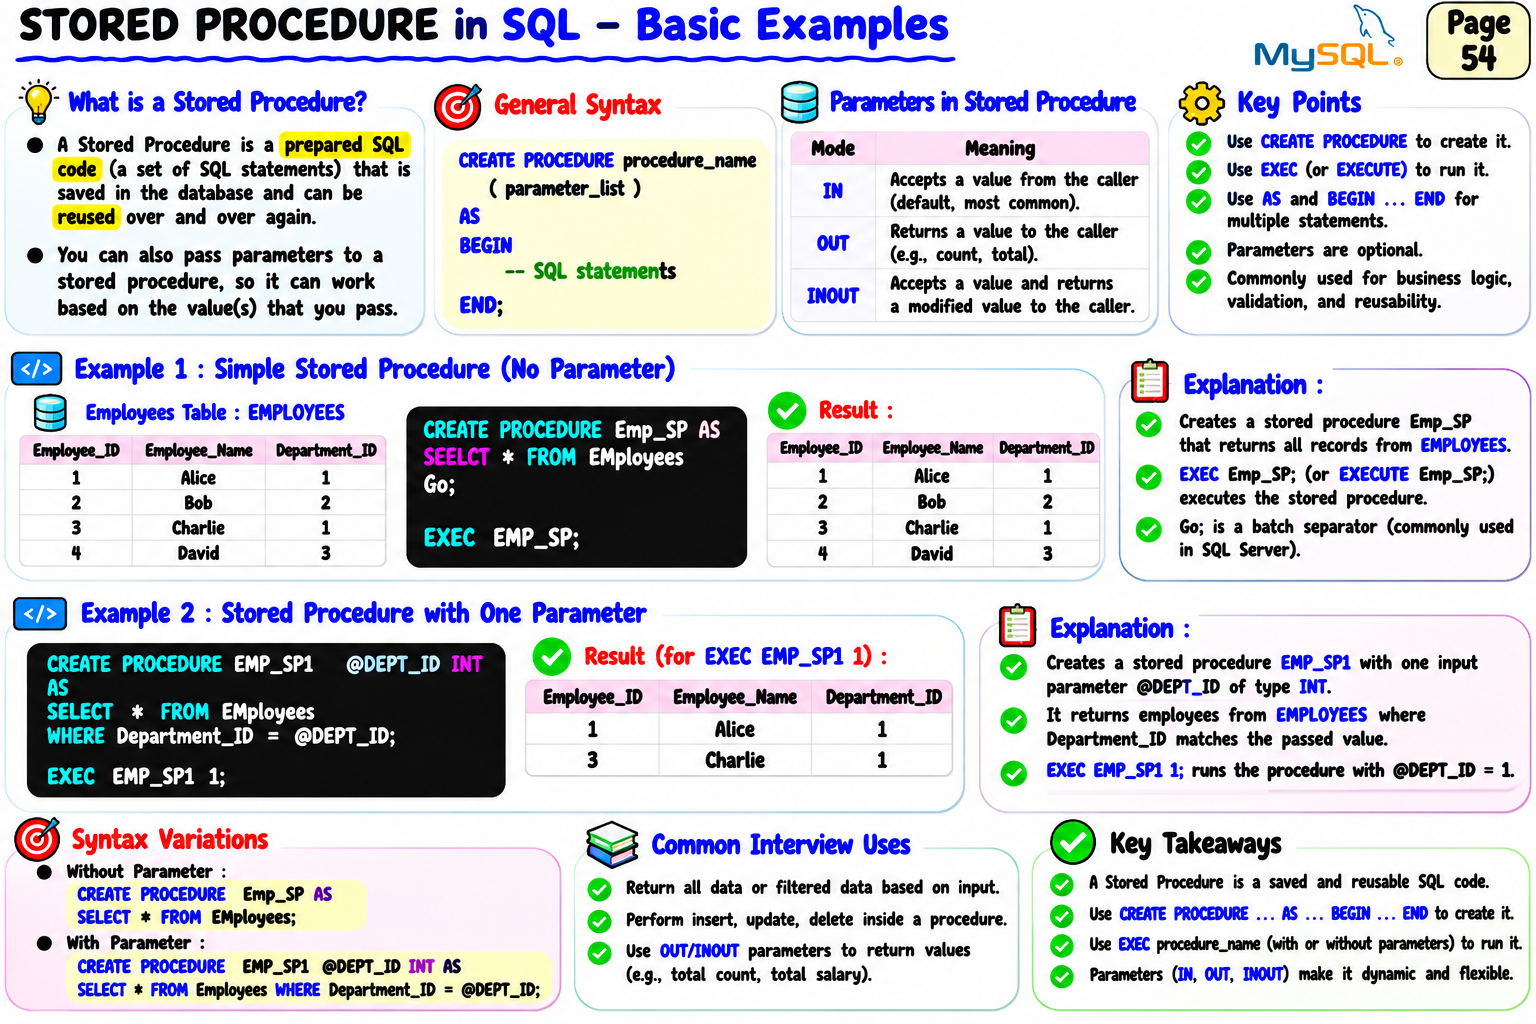 STORED PROCEDURE in SQL – Basic Examples
MySQL®
Page
54
What is a Stored Procedure?
● A Stored Procedure is a prepared SQL
code (a set of SQL statements) that is
saved in the database and can be
reused over and over again.
● You can also pass parameters to a
stored procedure, so it can work
based on the value(s) that you pass.
General Syntax
CREATE PROCEDURE procedure_name
( parameter_list )
AS
BEGIN
-- SQL statements
END;
Parameters in Stored Procedure
Mode Meaning
IN Accepts a value from the caller
(default, most common).
OUT Returns a value to the caller
(e.g., count, total).
INOUT Accepts a value and returns
a modified value to the caller.
Key Points
Use CREATE PROCEDURE to create it.
Use EXEC (or EXECUTE) to run it.
Use AS and BEGIN ... END for
multiple statements.
Parameters are optional.
Commonly used for business logic,
validation, and reusability.
</> Example 1 : Simple Stored Procedure (No Parameter)
Employees Table : EMPLOYEES
Employee_ID Employee_Name Department_ID
1 Alice 1
2 Bob 2
3 Charlie 1
4 David 3
CREATE PROCEDURE Emp_SP AS
SEELCT * FROM EMployees
Go;
EXEC EMP_SP;
Result :
Employee_ID Employee_Name Department_ID
1 Alice 1
2 Bob 2
3 Charlie 1
4 David 3
Explanation :
Creates a stored procedure Emp_SP
that returns all records from EMPLOYEES.
EXEC Emp_SP; (or EXECUTE Emp_SP;)
executes the stored procedure.
Go; is a batch separator (commonly used
in SQL Server).
</> Example 2 : Stored Procedure with One Parameter
CREATE PROCEDURE EMP_SP1 @DEPT_ID INT
AS
SELECT * FROM EMployees
WHERE Department_ID = @DEPT_ID;
EXEC EMP_SP1 1;
Result (for EXEC EMP_SP1 1) :
Employee_ID Employee_Name Department_ID
1 Alice 1
3 Charlie 1
Explanation :
Creates a stored procedure EMP_SP1 with one input
parameter @DEPT_ID of type INT.
It returns employees from EMPLOYEES where
Department_ID matches the passed value.
EXEC EMP_SP1 1; runs the procedure with @DEPT_ID = 1.
Syntax Variations
● Without Parameter :
CREATE PROCEDURE Emp_SP AS
SELECT * FROM EMployees;
● With Parameter :
CREATE PROCEDURE EMP_SP1 @DEPT_ID INT AS
SELECT * FROM Employees WHERE Department_ID = @DEPT_ID;
Common Interview Uses
Return all data or filtered data based on input.
Perform insert, update, delete inside a procedure.
Use OUT/INOUT parameters to return values
(e.g., total count, total salary).
Key Takeaways
A Stored Procedure is a saved and reusable SQL code.
Use CREATE PROCEDURE ... AS ... BEGIN ... END to create it.
Use EXEC procedure_name (with or without parameters) to run it.
Parameters (IN, OUT, INOUT) make it dynamic and flexible.